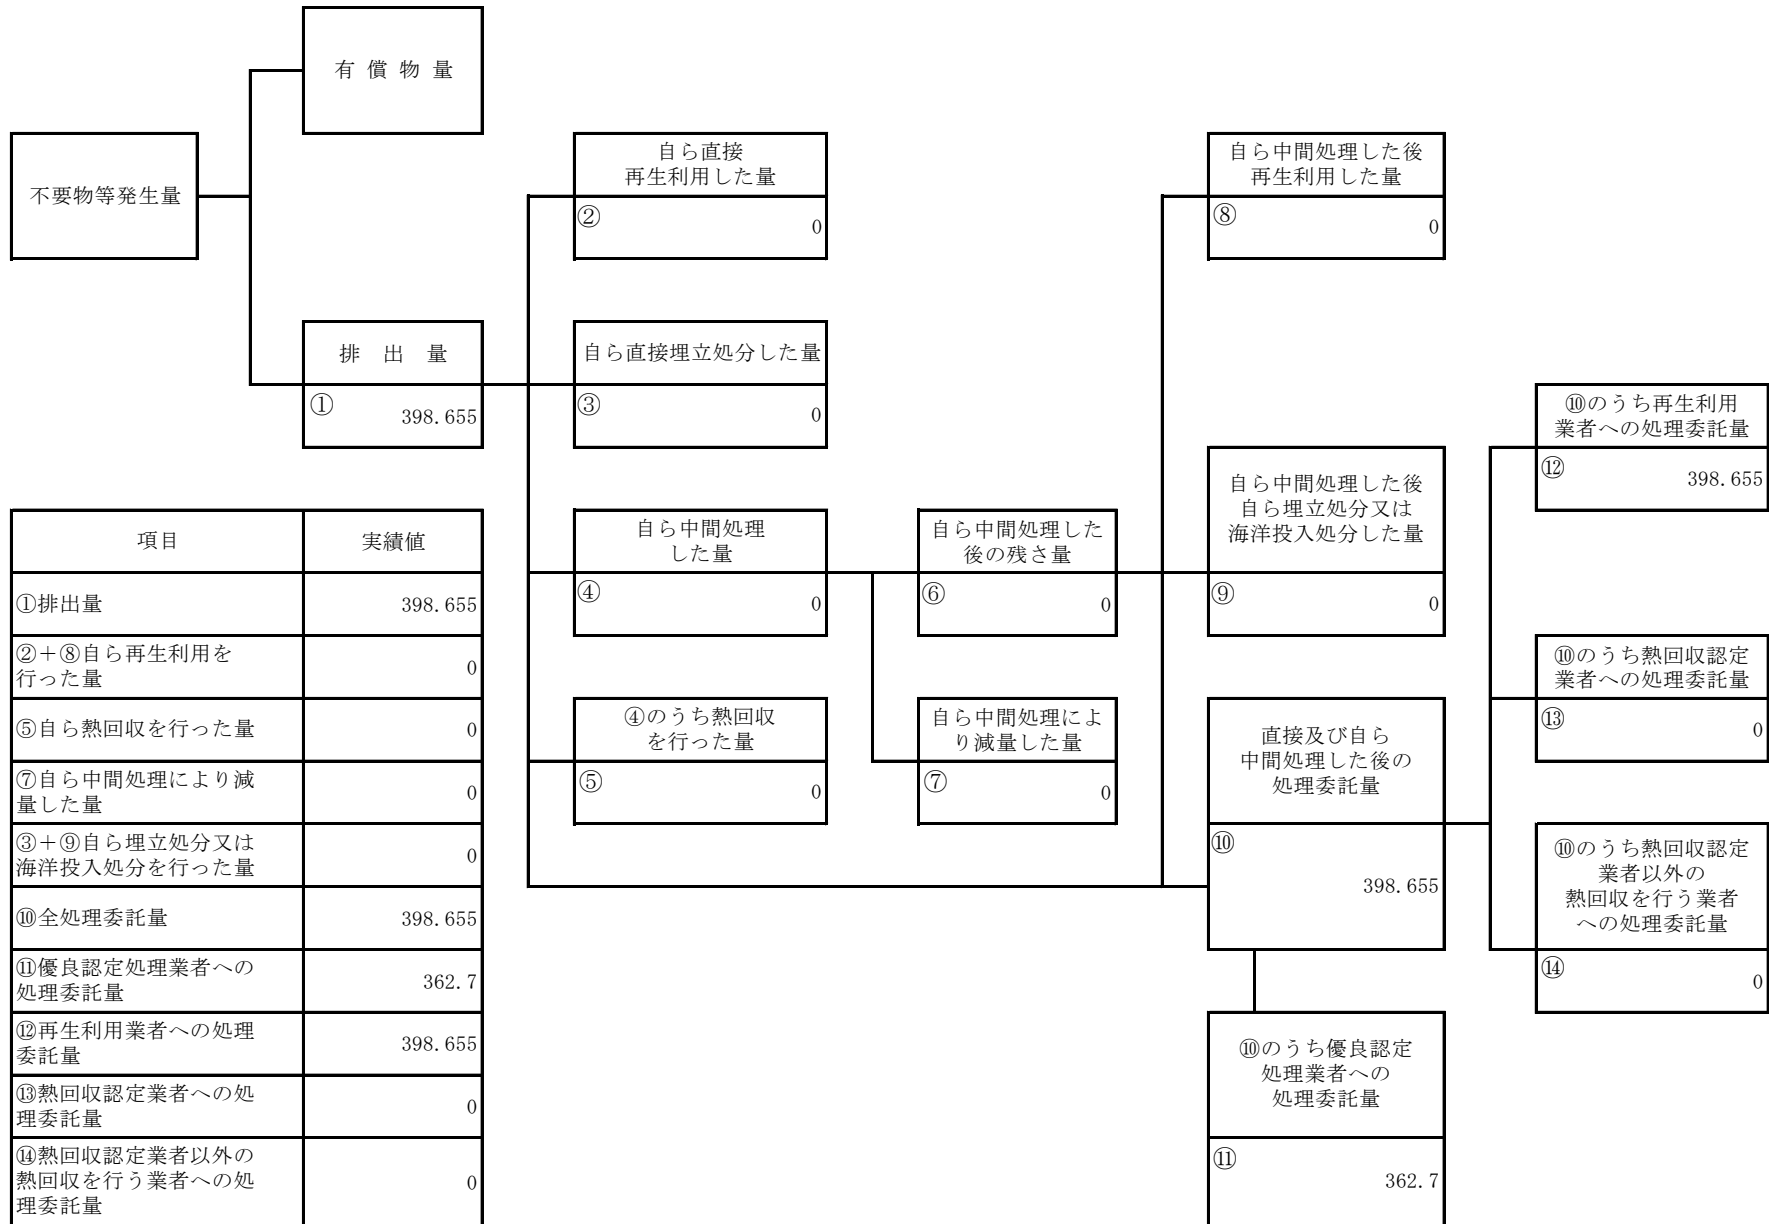 有償物量
不要物等発生量
排出量
①
398.655
自ら直接
再生利用した量
②
0
自ら直接埋立処分した量
③
0
自ら中間処理
した量
④
0
④のうち熱回収
を行った量
⑤
0
自ら中間処理した
後の残さ量
⑥
0
自ら中間処理によ
り減量した量
⑦
0
自ら中間処理した後
再生利用した量
⑧
0
自ら中間処理した後
自ら埋立処分又は
海洋投入処分した量
⑨
0
直接及び自ら
中間処理した後の
処理委託量
⑩
398.655
⑩のうち優良認定
処理業者への
処理委託量
⑪
362.7
⑩のうち再生利用
業者への処理委託量
⑫
398.655
⑩のうち熱回収認定
業者への処理委託量
⑬
0
⑩のうち熱回収認定
業者以外の
熱回収を行う業者
への処理委託量
⑭
0
項目 実績値
①排出量 398.655
②+⑧自ら再生利用を
行った量 0
⑤自ら熱回収を行った量 0
⑦自ら中間処理により減
量した量 0
③+⑨自ら埋立処分又は
海洋投入処分を行った量 0
⑩全処理委託量 398.655
⑪優良認定処理業者への
処理委託量 362.7
⑫再生利用業者への処理
委託量 398.655
⑬熱回収認定業者への処
理委託量 0
⑭熱回収認定業者以外の
熱回収を行う業者への処
理委託量 0